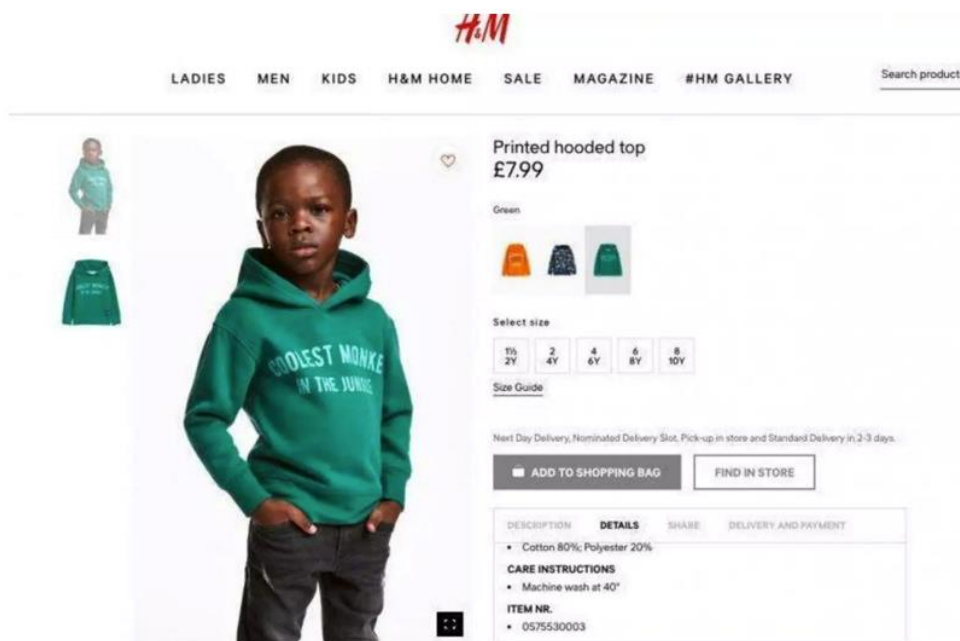 H&M
LADIES MEN KIDS H&M HOME SALE MAGAZINE #HM GALLERY
Search product
Printed hooded top
£7.99
Green
COOLEST MONKE
IN THE JUNGLE
Select size
1½ 2Y
2 4Y
4 6Y
6 8Y
8 10Y
Size Guide
Next Day Delivery, Nominated Delivery Slot, Pick-up in store and Standard Delivery in 2-3 days.
ADD TO SHOPPING BAG FIND IN STORE
DESCRIPTION DETAILS SHARE DELIVERY AND PAYMENT
• Cotton 80%; Polyester 20%
CARE INSTRUCTIONS
• Machine wash at 40°
ITEM NR.
• 0575530003